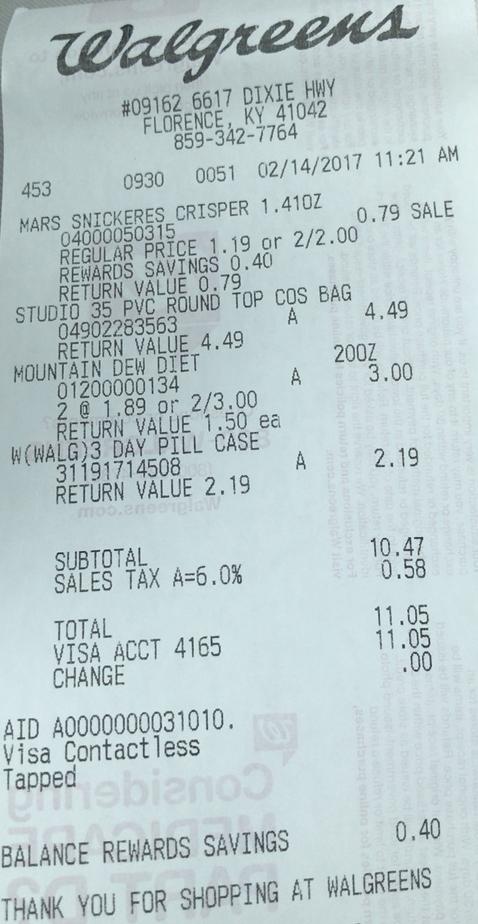 Walgreens
#09162 6617 DIXIE HWY
FLORENCE, KY 41042
859-342-7764
453 0930 0051 02/14/2017 11:21 AM
MARS SNICKERES CRISPER 1.41OZ
04000050315 0.79 SALE
REGULAR PRICE 1.19 or 2/2.00
REWARDS SAVINGS 0.40
RETURN VALUE 0.79
STUDIO 35 PVC ROUND TOP COS BAG
04902283563 A 4.49
RETURN VALUE 4.49
MOUNTAIN DEW DIET 20OZ
01200000134 A 3.00
2 @ 1.89 or 2/3.00
RETURN VALUE 1.50 ea
W(WALG)3 DAY PILL CASE
31191714508 A 2.19
RETURN VALUE 2.19
SUBTOTAL 10.47
SALES TAX A=6.0% 0.58
TOTAL 11.05
VISA ACCT 4165 11.05
CHANGE .00
AID A0000000031010.
Visa Contactless
Tapped
BALANCE REWARDS SAVINGS 0.40
THANK YOU FOR SHOPPING AT WALGREENS